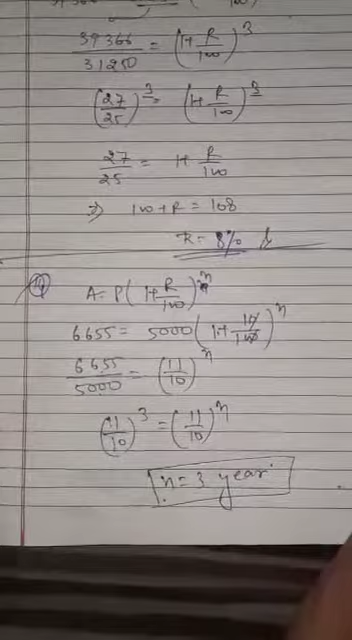 39366/31250 = (1+R/100)^3
(27/25)^3 = (1+R/100)^3
27/25 = 1+R/100
⇒ 100+R = 108
R = 8%
(14) A = P(1+R/100)^n
6655 = 5000(1+10/100)^n
6655/5000 = (11/10)^n
(11/10)^3 = (11/10)^n
n = 3 year